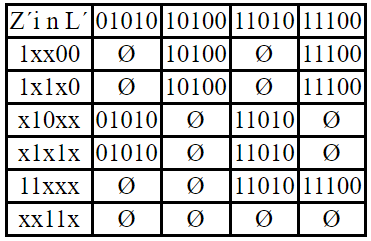 Z´i n L´ 01010 10100 11010 11100
1xx00 Ø 10100 Ø 11100
1x1x0 Ø 10100 Ø 11100
x10xx 01010 Ø 11010 Ø
x1x1x 01010 Ø 11010 Ø
11xxx Ø Ø 11010 11100
xx11x Ø Ø Ø Ø